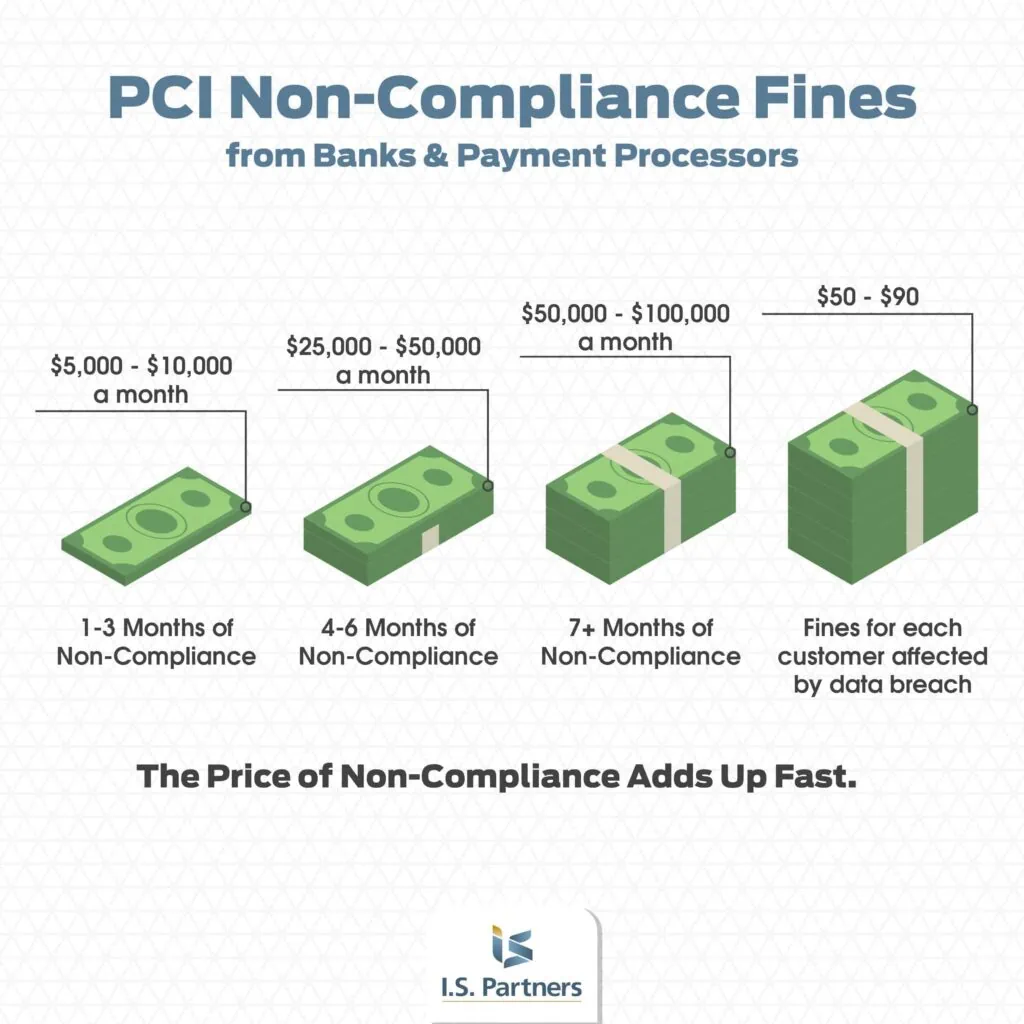 PCI Non-Compliance Fines
from Banks & Payment Processors
$5,000 - $10,000
a month
$25,000 - $50,000
a month
$50,000 - $100,000
a month
$50 - $90
1-3 Months of
Non-Compliance
4-6 Months of
Non-Compliance
7+ Months of
Non-Compliance
Fines for each
customer affected
by data breach
The Price of Non-Compliance Adds Up Fast.
is
I.S. Partners